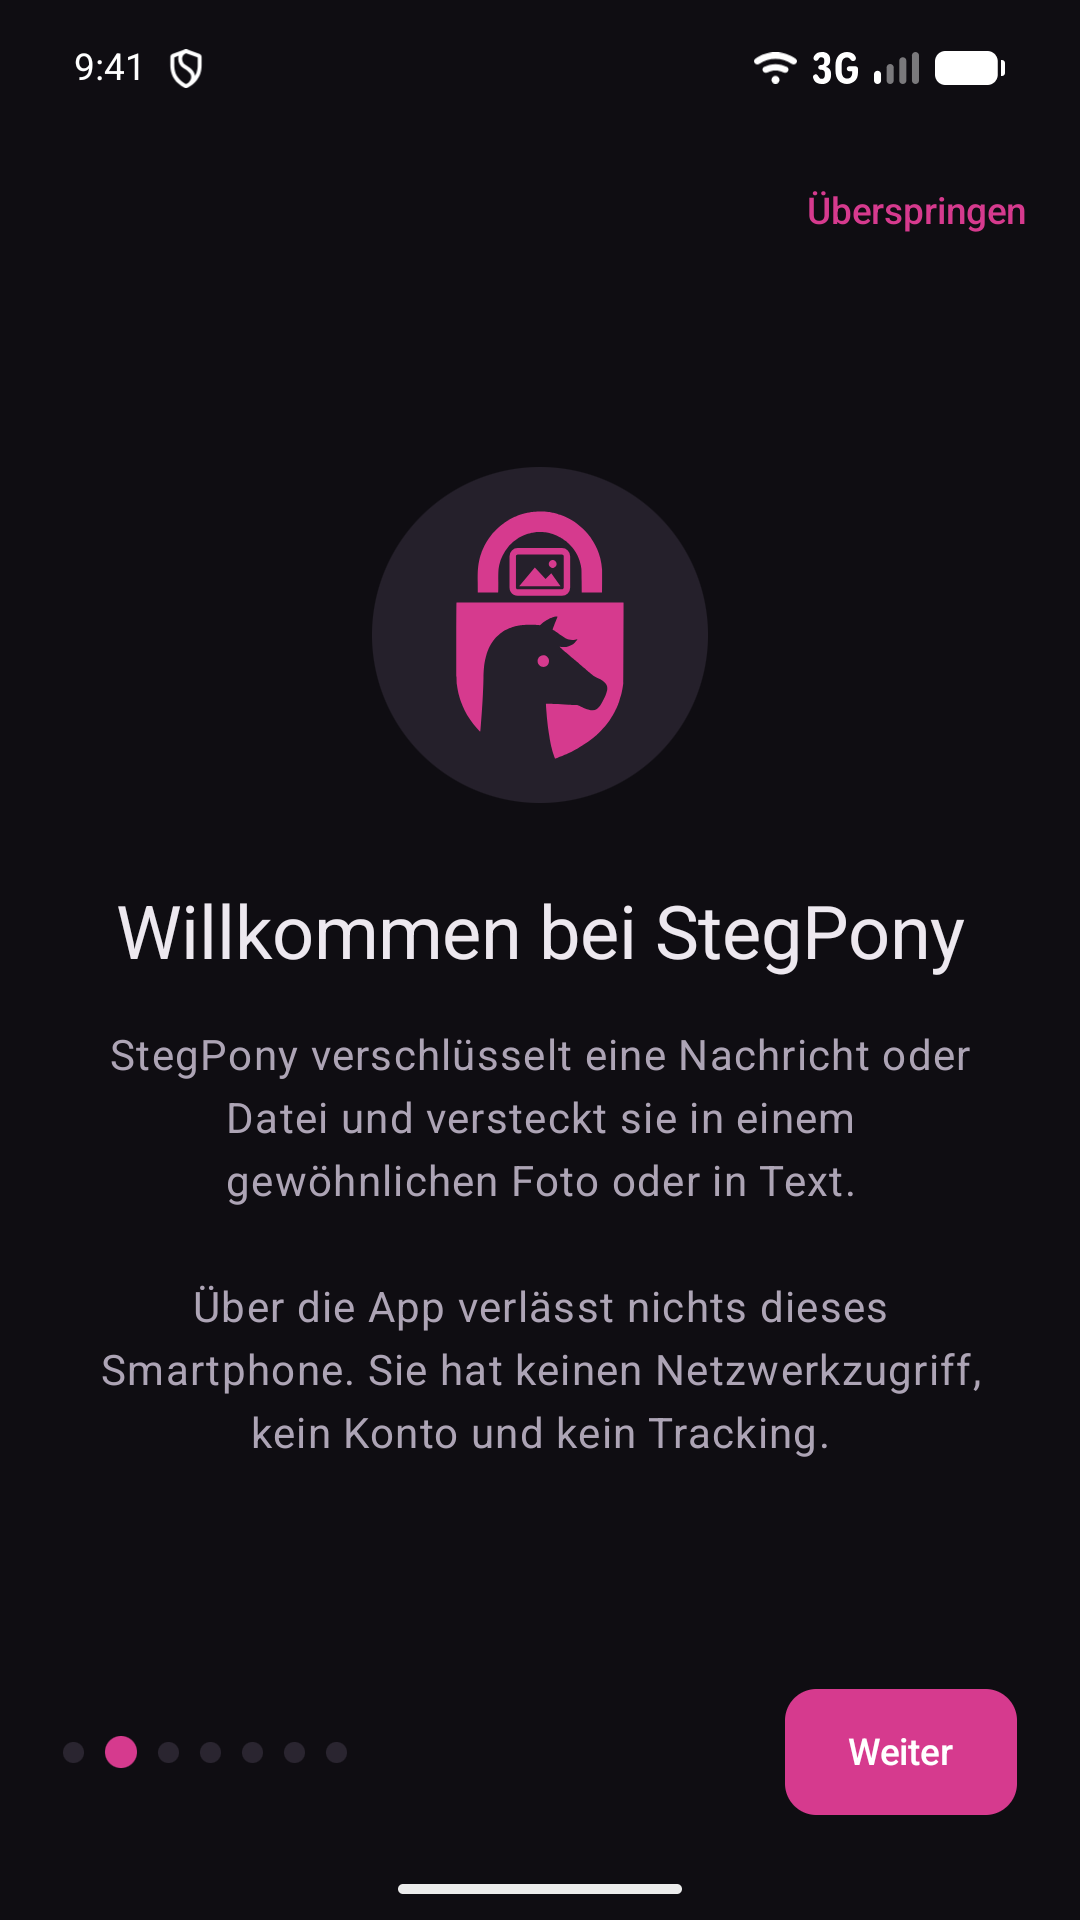 9:41
3G
Überspringen
Willkommen bei StegPony
StegPony verschlüsselt eine Nachricht oder
Datei und versteckt sie in einem
gewöhnlichen Foto oder in Text.
Über die App verlässt nichts dieses
Smartphone. Sie hat keinen Netzwerkzugriff,
kein Konto und kein Tracking.
Weiter